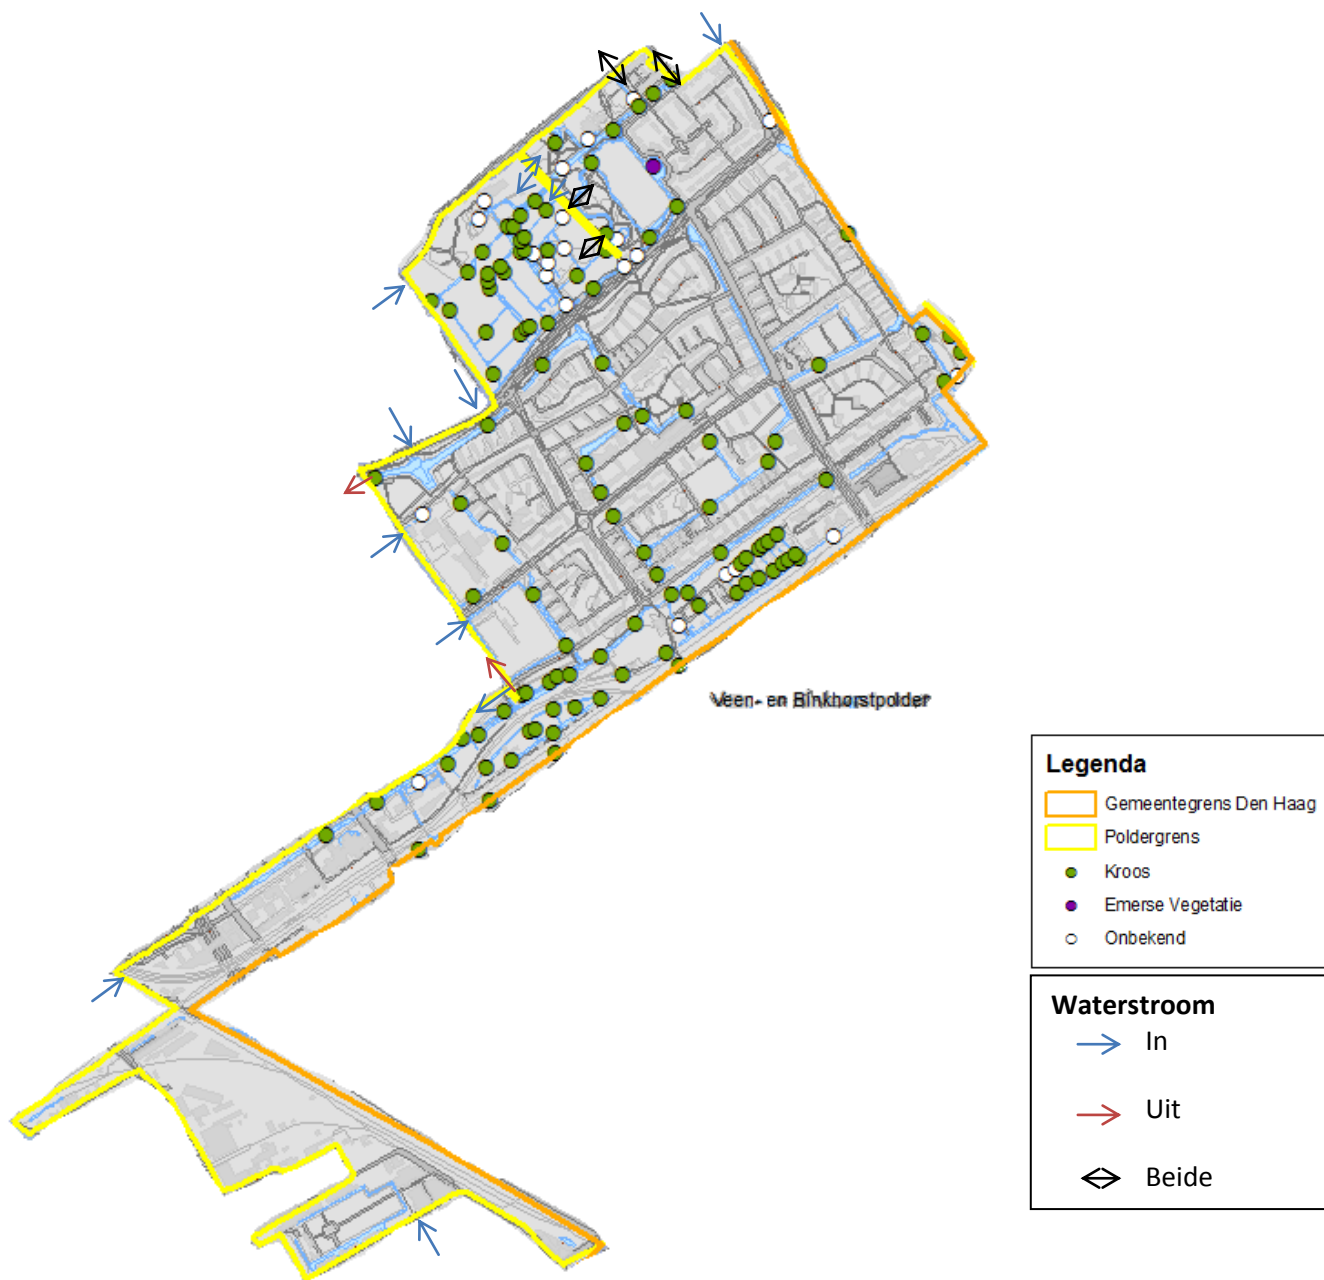 Veen- en Binkhorstpolder
Legenda
Gemeentegrens Den Haag
Poldergrens
Kroos
Emerse Vegetatie
Onbekend
Waterstroom
In
Uit
Beide